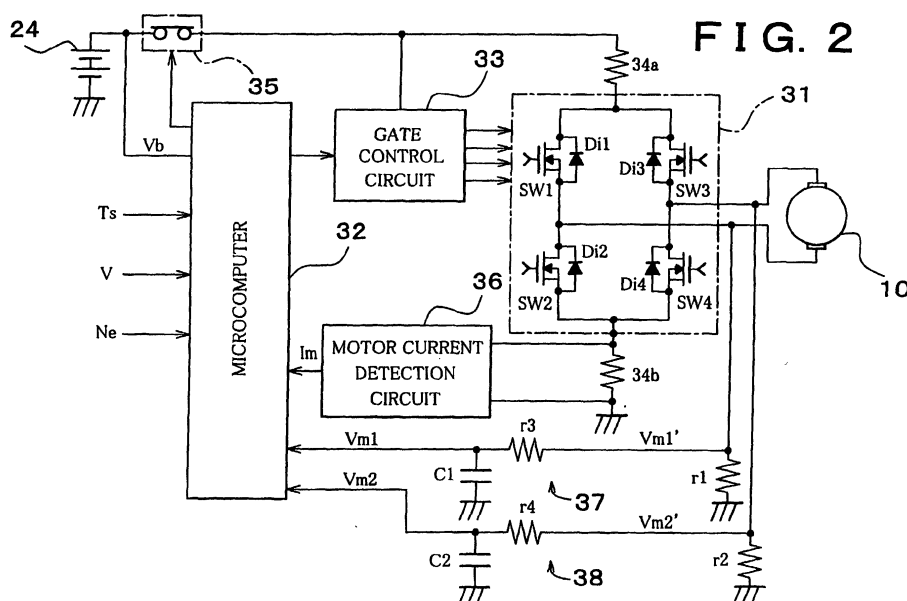 FIG. 2
24
35
33
34a
31
Vb
GATE
CONTROL
CIRCUIT
Di1
Di3
SW1
SW3
Ts
V
Ne
MICROCOMPUTER
32
Di2
Di4
SW2
SW4
10
36
Im
MOTOR CURRENT
DETECTION
CIRCUIT
34b
Vm1
r3
Vm1'
C1
37
r1
Vm2
r4
Vm2'
C2
38
r2